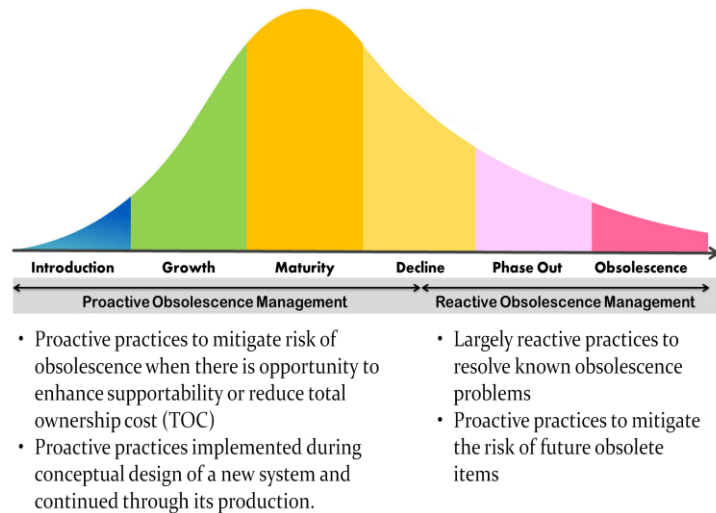 Introduction Growth Maturity Decline Phase Out Obsolescence
Proactive Obsolescence Management Reactive Obsolescence Management
• Proactive practices to mitigate risk of
obsolescence when there is opportunity to
enhance supportability or reduce total
ownership cost (TOC)
• Proactive practices implemented during
conceptual design of a new system and
continued through its production.
• Largely reactive practices to
resolve known obsolescence
problems
• Proactive practices to mitigate
the risk of future obsolete
items